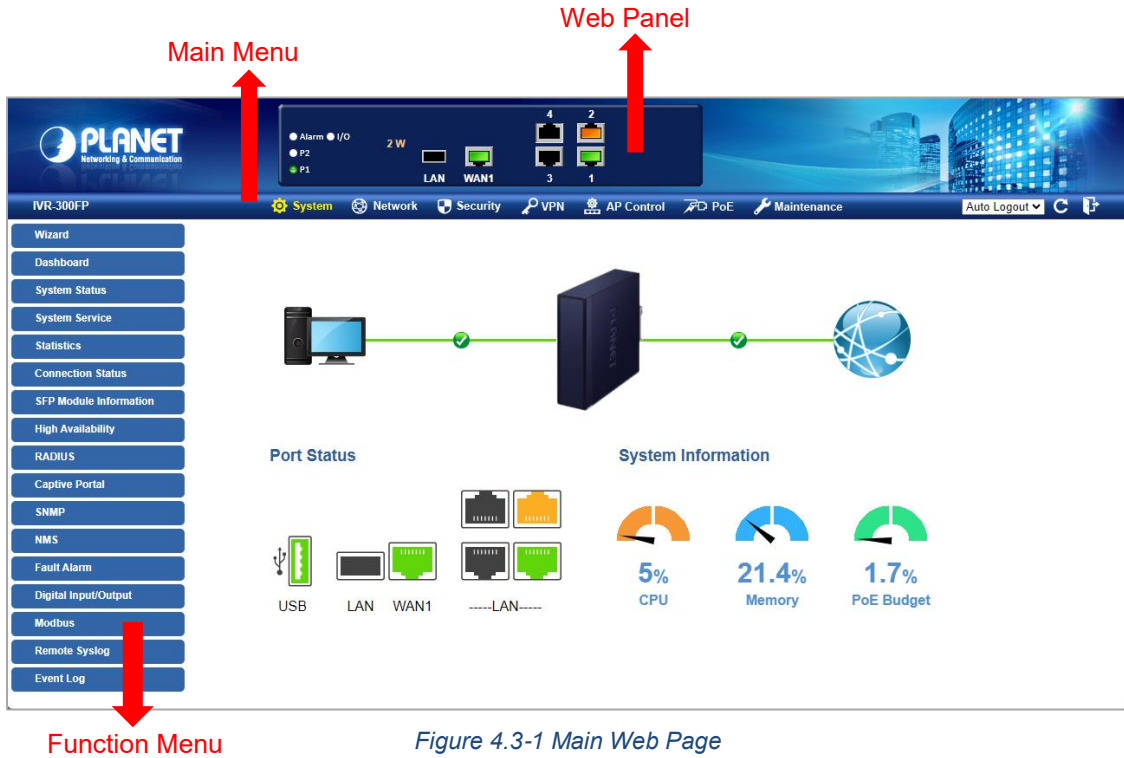 Web Panel
Main Menu
PLANET
Networking & Communication
Alarm I/O
P2
P1
2 W
4 2
LAN WAN1 3 1
IVR-300FP
System Network Security VPN AP Control PoE Maintenance
Auto Logout
Wizard
Dashboard
System Status
System Service
Statistics
Connection Status
SFP Module Information
High Availability
RADIUS
Captive Portal
SNMP
NMS
Fault Alarm
Digital Input/Output
Modbus
Remote Syslog
Event Log
PLANET
Port Status
USB LAN WAN1 -----LAN-----
System Information
5% 21.4% 1.7%
CPU Memory PoE Budget
Function Menu
Figure 4.3-1 Main Web Page